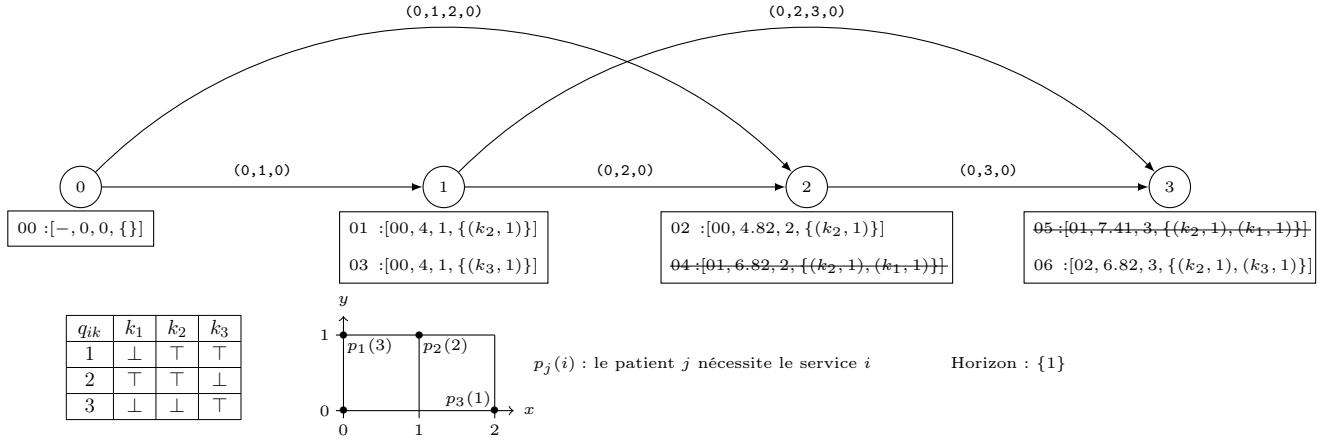 (0,1,2,0)
(0,2,3,0)
(0,1,0)
(0,2,0)
(0,3,0)
0
1
2
3
00 :[−, 0, 0, {}]
01 :[00, 4, 1, {(k₂, 1)}]
03 :[00, 4, 1, {(k₃, 1)}]
02 :[00, 4.82, 2, {(k₂, 1)}]
04 :[01, 6.82, 2, {(k₂, 1), (k₁, 1)}]
05 :[01, 7.41, 3, {(k₂, 1), (k₁, 1)}]
06 :[02, 6.82, 3, {(k₂, 1), (k₃, 1)}]
qᵢₖ k₁ k₂ k₃
1 ⊥ ⊤ ⊤
2 ⊤ ⊤ ⊥
3 ⊥ ⊥ ⊤
y
1
p₁(3) p₂(2)
p₃(1)
0
x
0 1 2
pⱼ(i) : le patient j nécessite le service i
Horizon : {1}